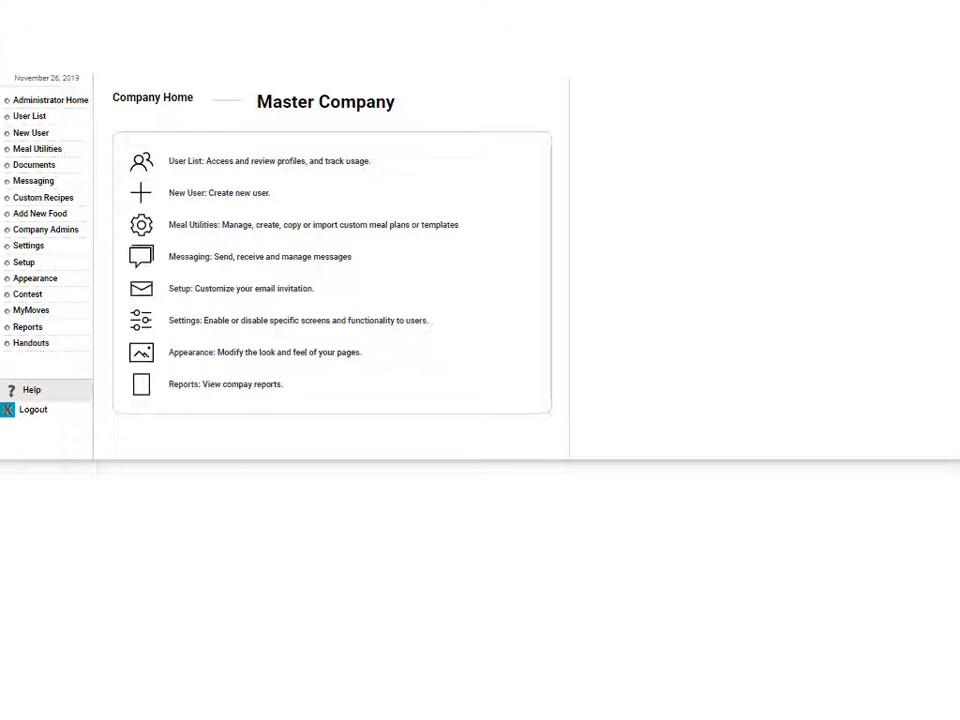 November 26, 2019
Administrator Home
User List
New User
Meal Utilities
Documents
Messaging
Custom Recipes
Add New Food
Company Admins
Settings
Setup
Appearance
Contest
MyMoves
Reports
Handouts
? Help
X Logout
Company Home
Master Company
User List: Access and review profiles, and track usage.
New User: Create new user.
Meal Utilities: Manage, create, copy or import custom meal plans or templates
Messaging: Send, receive and manage messages
Setup: Customize your email invitation.
Settings: Enable or disable specific screens and functionality to users.
Appearance: Modify the look and feel of your pages.
Reports: View compay reports.